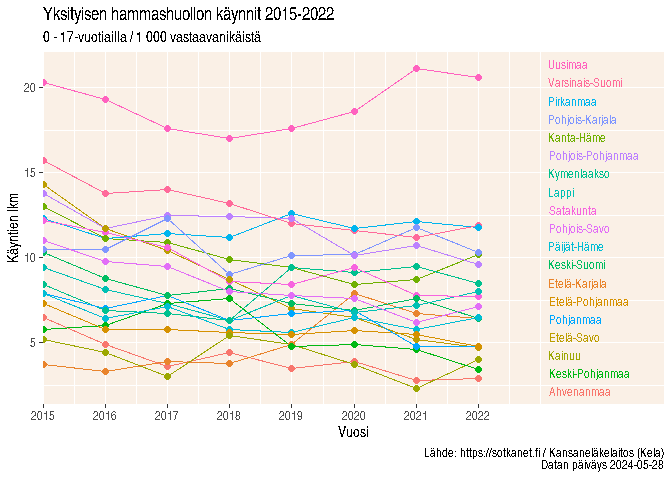 Yksityisen hammashuollon käynnit 2015-2022
0 - 17-vuotiailla / 1 000 vastaavanikäistä
Käyntien lkm
20
15
10
5
2015 2016 2017 2018 2019 2020 2021 2022
Vuosi
Uusimaa
Varsinais-Suomi
Pirkanmaa
Pohjois-Karjala
Kanta-Häme
Pohjois-Pohjanmaa
Kymenlaakso
Lappi
Satakunta
Pohjois-Savo
Päijät-Häme
Keski-Suomi
Etelä-Karjala
Etelä-Pohjanmaa
Pohjanmaa
Etelä-Savo
Kainuu
Keski-Pohjanmaa
Ahvenanmaa
Lähde: https://sotkanet.fi / Kansaneläkelaitos (Kela)
Datan päiväys 2024-05-28